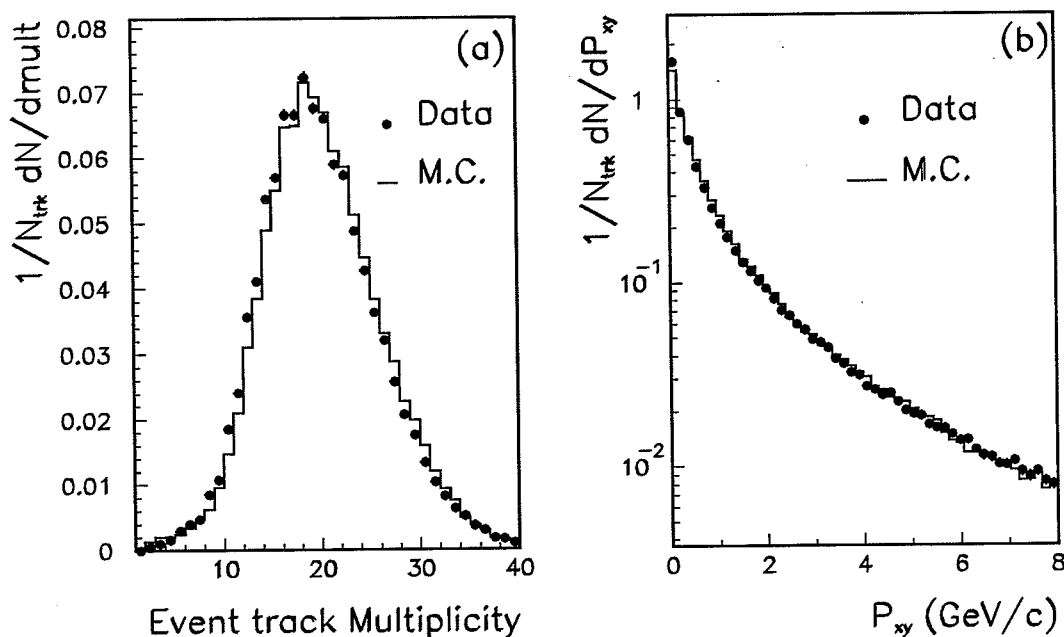 (a)
1/N_trk dN/dmult
0.08
0.07
0.06
0.05
0.04
0.03
0.02
0.01
0
Data
M.C.
10
20
30
40
Event track Multiplicity
(b)
1/N_trk dN/dP_xy
1
10⁻¹
10⁻²
Data
M.C.
0
2
4
6
8
P_xy (GeV/c)